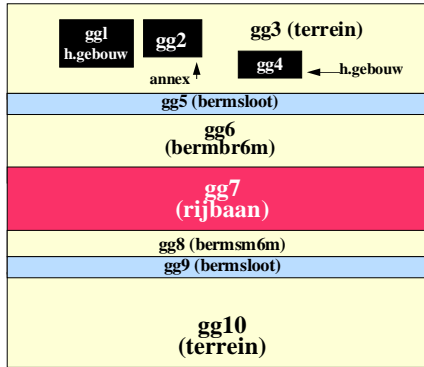 gg1
h.gebouw
gg2
annex
gg3 (terrein)
gg4
h.gebouw
gg5 (bermsloot)
gg6
(bermbr6m)
gg7
(rijbaan)
gg8 (bermsm6m)
gg9 (bermsloot)
gg10
(terrein)